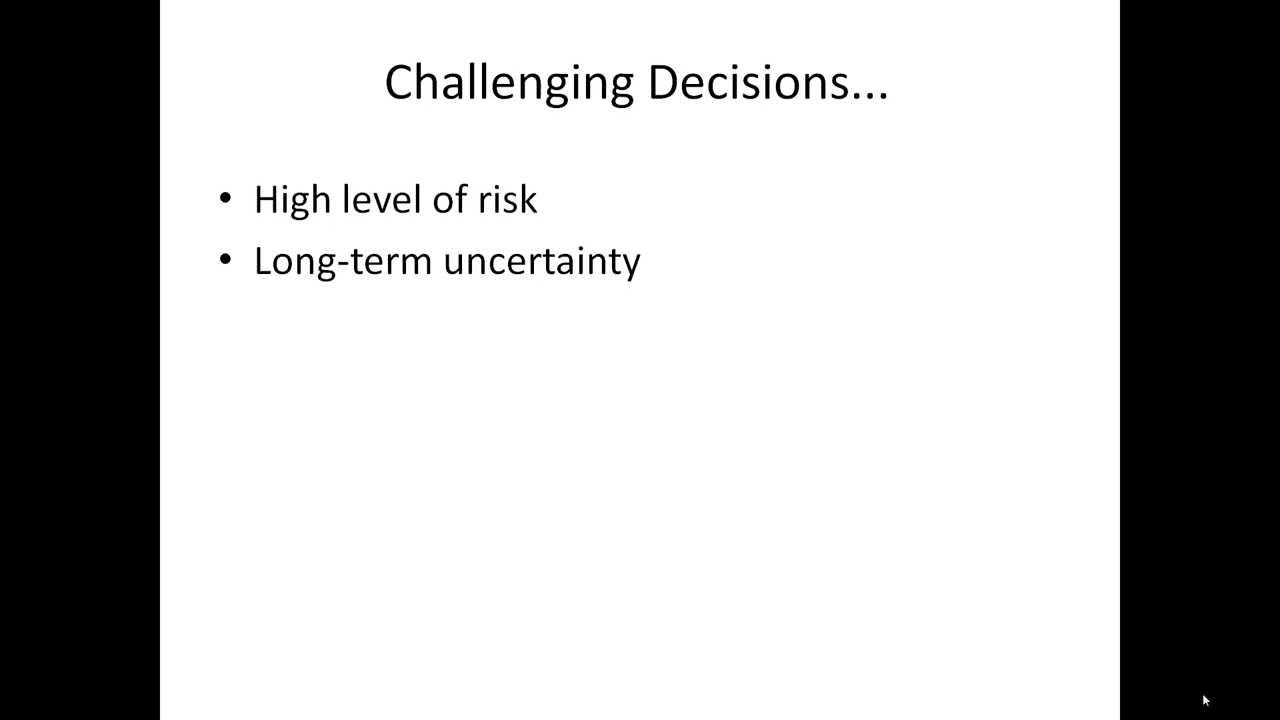 Challenging Decisions...
• High level of risk
• Long-term uncertainty